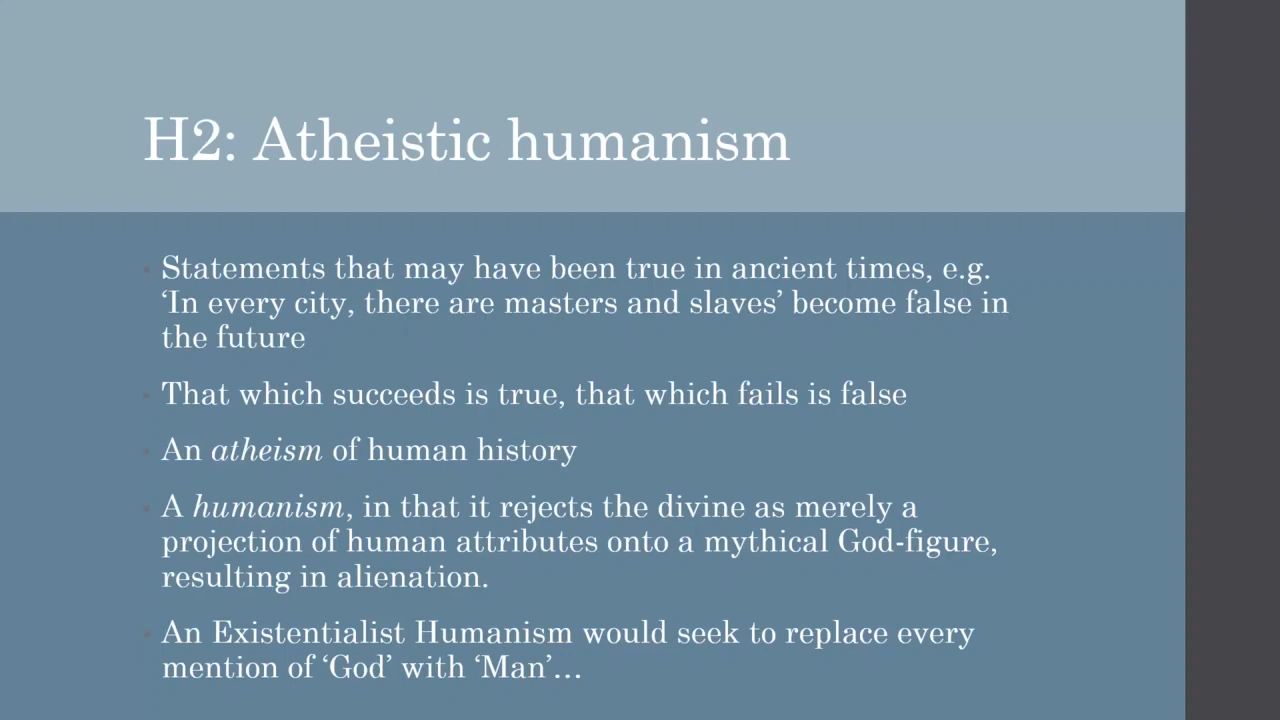 H2: Atheistic humanism
Statements that may have been true in ancient times, e.g.
‘In every city, there are masters and slaves’ become false in
the future
That which succeeds is true, that which fails is false
An atheism of human history
A humanism, in that it rejects the divine as merely a
projection of human attributes onto a mythical God-figure,
resulting in alienation.
An Existentialist Humanism would seek to replace every
mention of ‘God’ with ‘Man’…